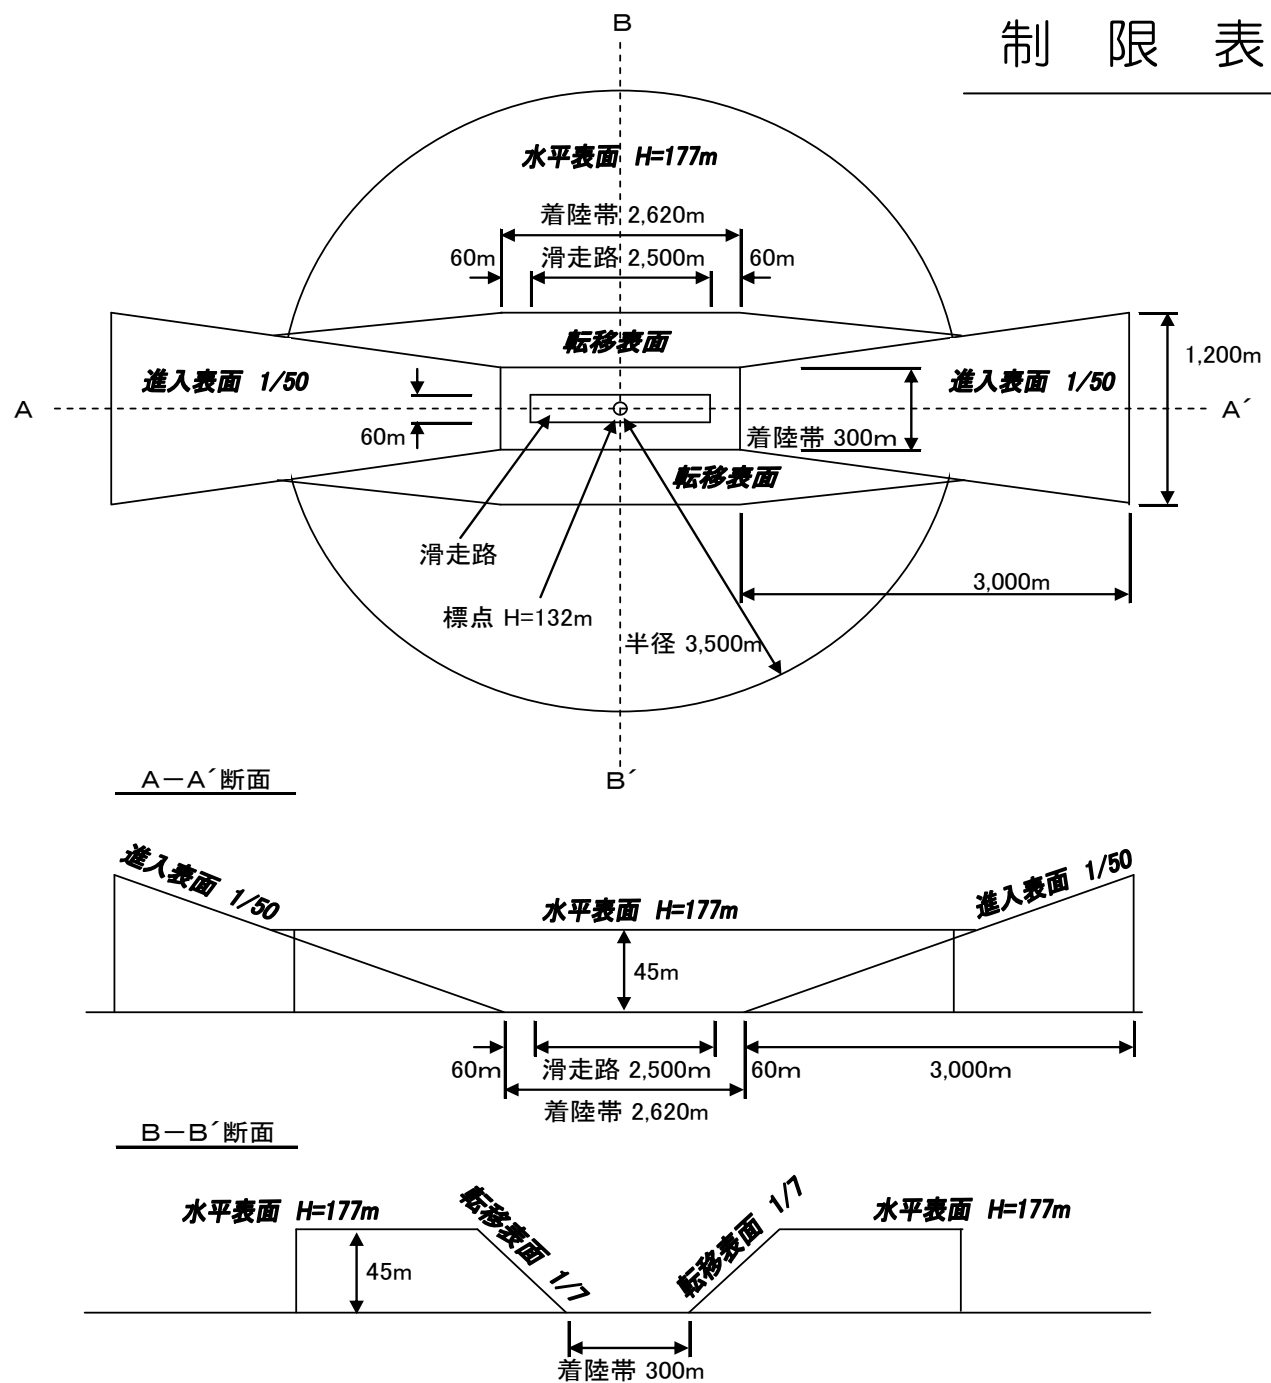 制 限 表
B
水平表面 H=177m
着陸帯 2,620m
60m
滑走路 2,500m
60m
転移表面
1,200m
進入表面 1/50
進入表面 1/50
A
A´
60m
着陸帯 300m
転移表面
滑走路
3,000m
標点 H=132m
半径 3,500m
B´
A-A´断面
進入表面 1/50
進入表面 1/50
水平表面 H=177m
45m
60m
滑走路 2,500m
60m
3,000m
着陸帯 2,620m
B-B´断面
水平表面 H=177m
転移表面 1/7
転移表面 1/7
水平表面 H=177m
45m
着陸帯 300m